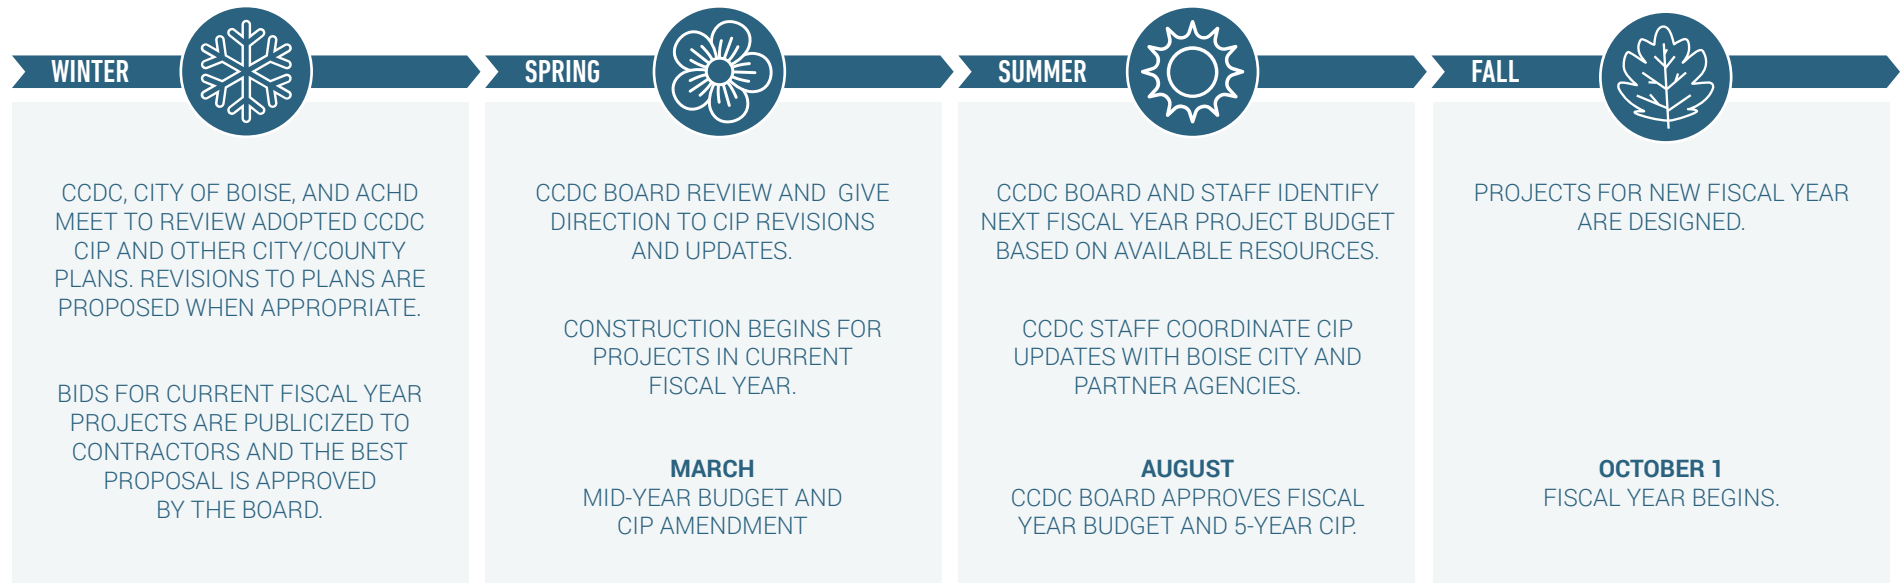 WINTER
CCDC, CITY OF BOISE, AND ACHD
MEET TO REVIEW ADOPTED CCDC
CIP AND OTHER CITY/COUNTY
PLANS. REVISIONS TO PLANS ARE
PROPOSED WHEN APPROPRIATE.
BIDS FOR CURRENT FISCAL YEAR
PROJECTS ARE PUBLICIZED TO
CONTRACTORS AND THE BEST
PROPOSAL IS APPROVED
BY THE BOARD.
SPRING
CCDC BOARD REVIEW AND GIVE
DIRECTION TO CIP REVISIONS
AND UPDATES.
CONSTRUCTION BEGINS FOR
PROJECTS IN CURRENT
FISCAL YEAR.
MARCH
MID-YEAR BUDGET AND
CIP AMENDMENT
SUMMER
CCDC BOARD AND STAFF IDENTIFY
NEXT FISCAL YEAR PROJECT BUDGET
BASED ON AVAILABLE RESOURCES.
CCDC STAFF COORDINATE CIP
UPDATES WITH BOISE CITY AND
PARTNER AGENCIES.
AUGUST
CCDC BOARD APPROVES FISCAL
YEAR BUDGET AND 5-YEAR CIP.
FALL
PROJECTS FOR NEW FISCAL YEAR
ARE DESIGNED.
OCTOBER 1
FISCAL YEAR BEGINS.